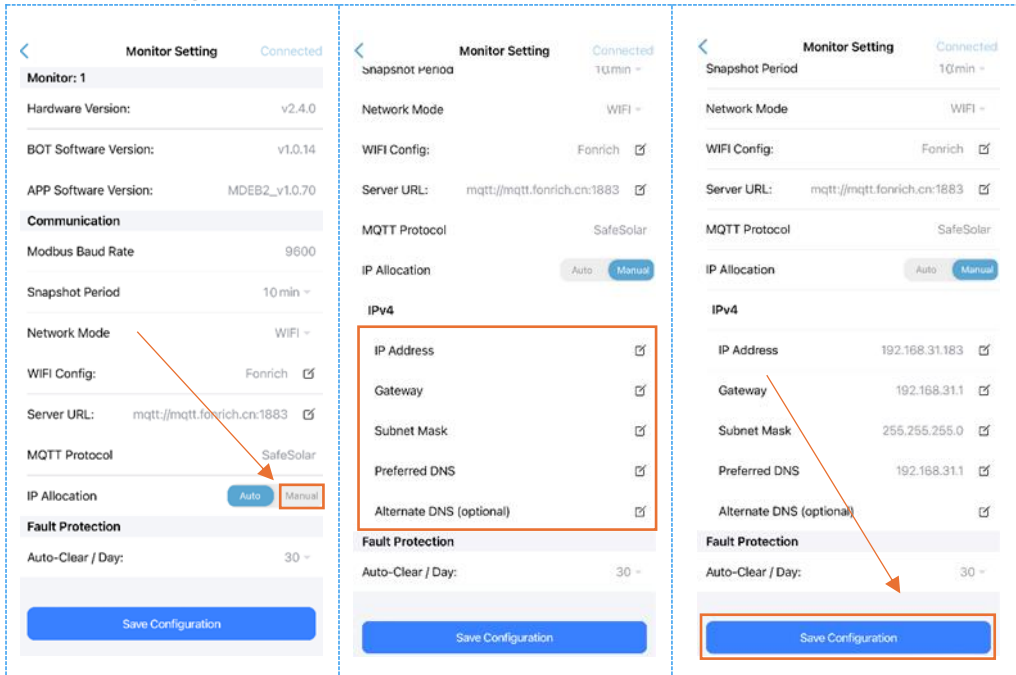 Monitor Setting Connected
Monitor: 1
Hardware Version: v2.4.0
BOT Software Version: v1.0.14
APP Software Version: MDEB2_v1.0.70
Communication
Modbus Baud Rate 9600
Snapshot Period 10 min
Network Mode WIFI
WIFI Config: Fonrich
Server URL: mqtt://mqtt.fonrich.cn:1883
MQTT Protocol SafeSolar
IP Allocation Auto Manual
Fault Protection
Auto-Clear / Day: 30
Save Configuration
Monitor Setting Connected
Snapshot Period 10 min
Network Mode WIFI
WIFI Config: Fonrich
Server URL: mqtt://mqtt.fonrich.cn:1883
MQTT Protocol SafeSolar
IP Allocation Auto Manual
IPv4
IP Address
Gateway
Subnet Mask
Preferred DNS
Alternate DNS (optional)
Fault Protection
Auto-Clear / Day: 30
Save Configuration
Monitor Setting Connected
Snapshot Period 10 min
Network Mode WIFI
WIFI Config: Fonrich
Server URL: mqtt://mqtt.fonrich.cn:1883
MQTT Protocol SafeSolar
IP Allocation Auto Manual
IPv4
IP Address 192.168.31.183
Gateway 192.168.31.1
Subnet Mask 255.255.255.0
Preferred DNS 192.168.31.1
Alternate DNS (optional)
Fault Protection
Auto-Clear / Day: 30
Save Configuration